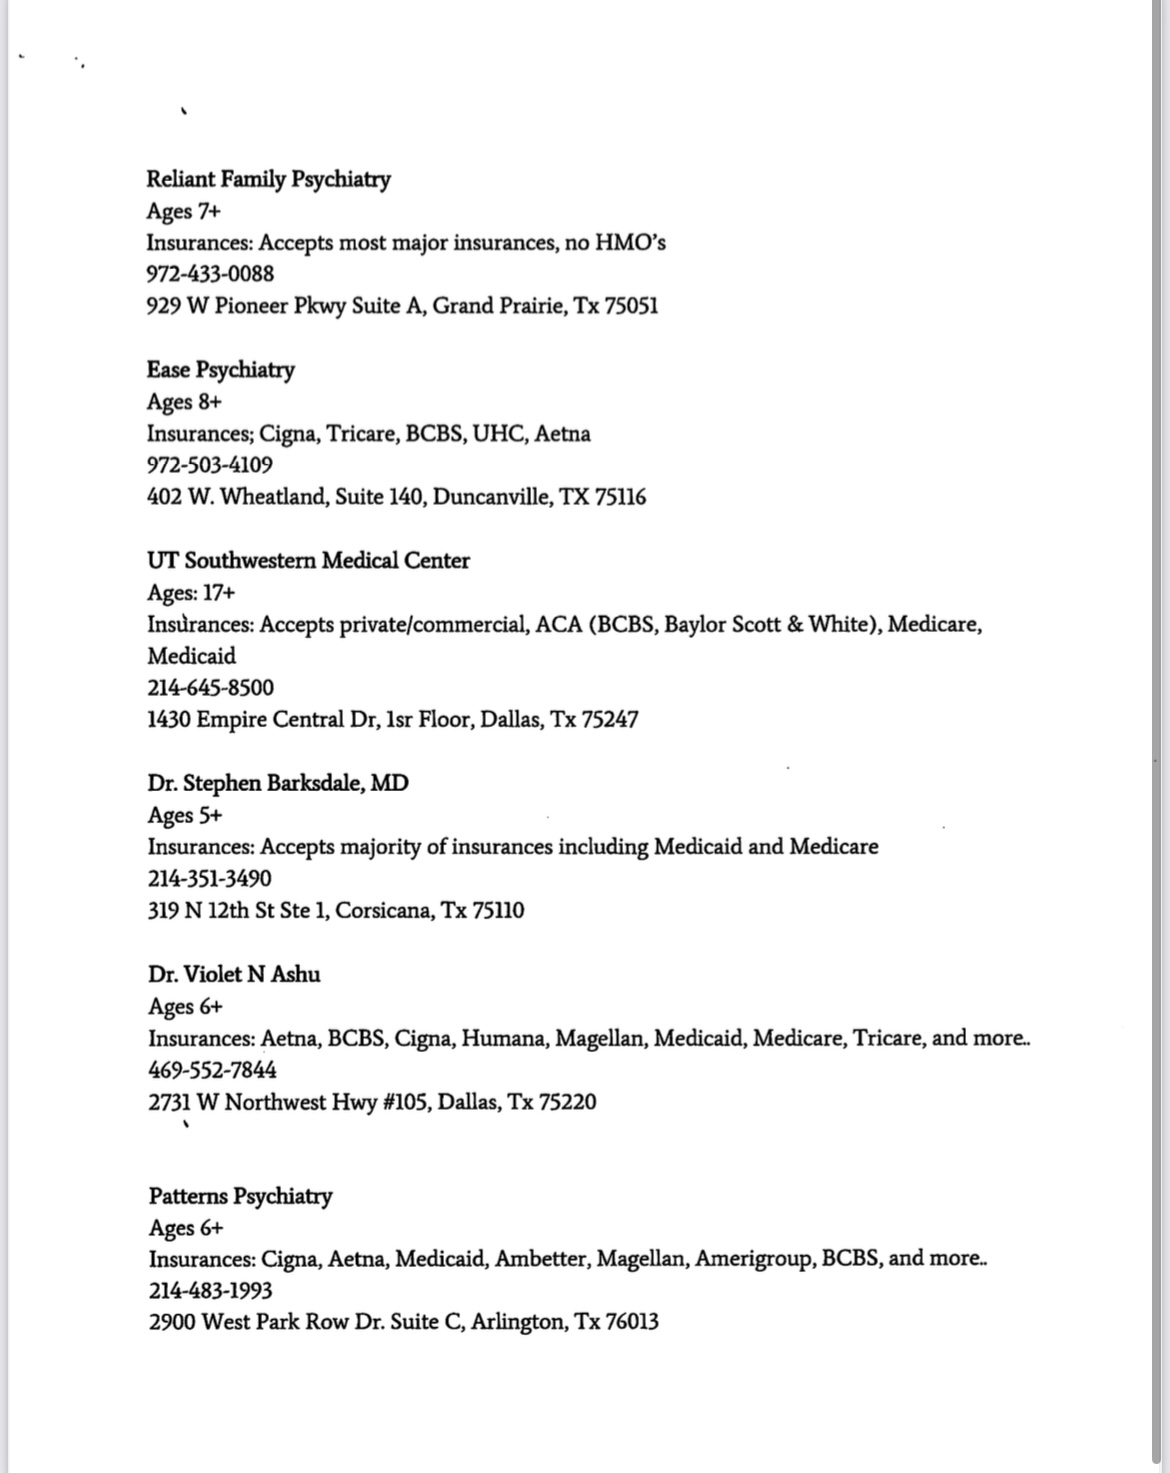 Reliant Family Psychiatry
Ages 7+
Insurances: Accepts most major insurances, no HMO's
972-433-0088
929 W Pioneer Pkwy Suite A, Grand Prairie, Tx 75051
Ease Psychiatry
Ages 8+
Insurances; Cigna, Tricare, BCBS, UHC, Aetna
972-503-4109
402 W. Wheatland, Suite 140, Duncanville, TX 75116
UT Southwestern Medical Center
Ages: 17+
Insurances: Accepts private/commercial, ACA (BCBS, Baylor Scott & White), Medicare,
Medicaid
214-645-8500
1430 Empire Central Dr, 1sr Floor, Dallas, Tx 75247
Dr. Stephen Barksdale, MD
Ages 5+
Insurances: Accepts majority of insurances including Medicaid and Medicare
214-351-3490
319 N 12th St Ste 1, Corsicana, Tx 75110
Dr. Violet N Ashu
Ages 6+
Insurances: Aetna, BCBS, Cigna, Humana, Magellan, Medicaid, Medicare, Tricare, and more..
469-552-7844
2731 W Northwest Hwy #105, Dallas, Tx 75220
Patterns Psychiatry
Ages 6+
Insurances: Cigna, Aetna, Medicaid, Ambetter, Magellan, Amerigroup, BCBS, and more..
214-483-1993
2900 West Park Row Dr. Suite C, Arlington, Tx 76013